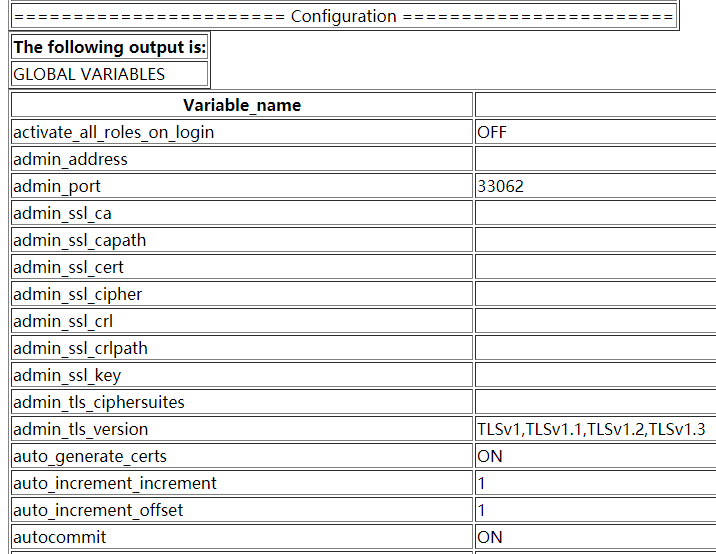 ======================= Configuration =======================
The following output is:
GLOBAL VARIABLES
Variable_name
activate_all_roles_on_login OFF
admin_address
admin_port 33062
admin_ssl_ca
admin_ssl_capath
admin_ssl_cert
admin_ssl_cipher
admin_ssl_crl
admin_ssl_crlpath
admin_ssl_key
admin_tls_ciphersuites
admin_tls_version TLSv1,TLSv1.1,TLSv1.2,TLSv1.3
auto_generate_certs ON
auto_increment_increment 1
auto_increment_offset 1
autocommit ON